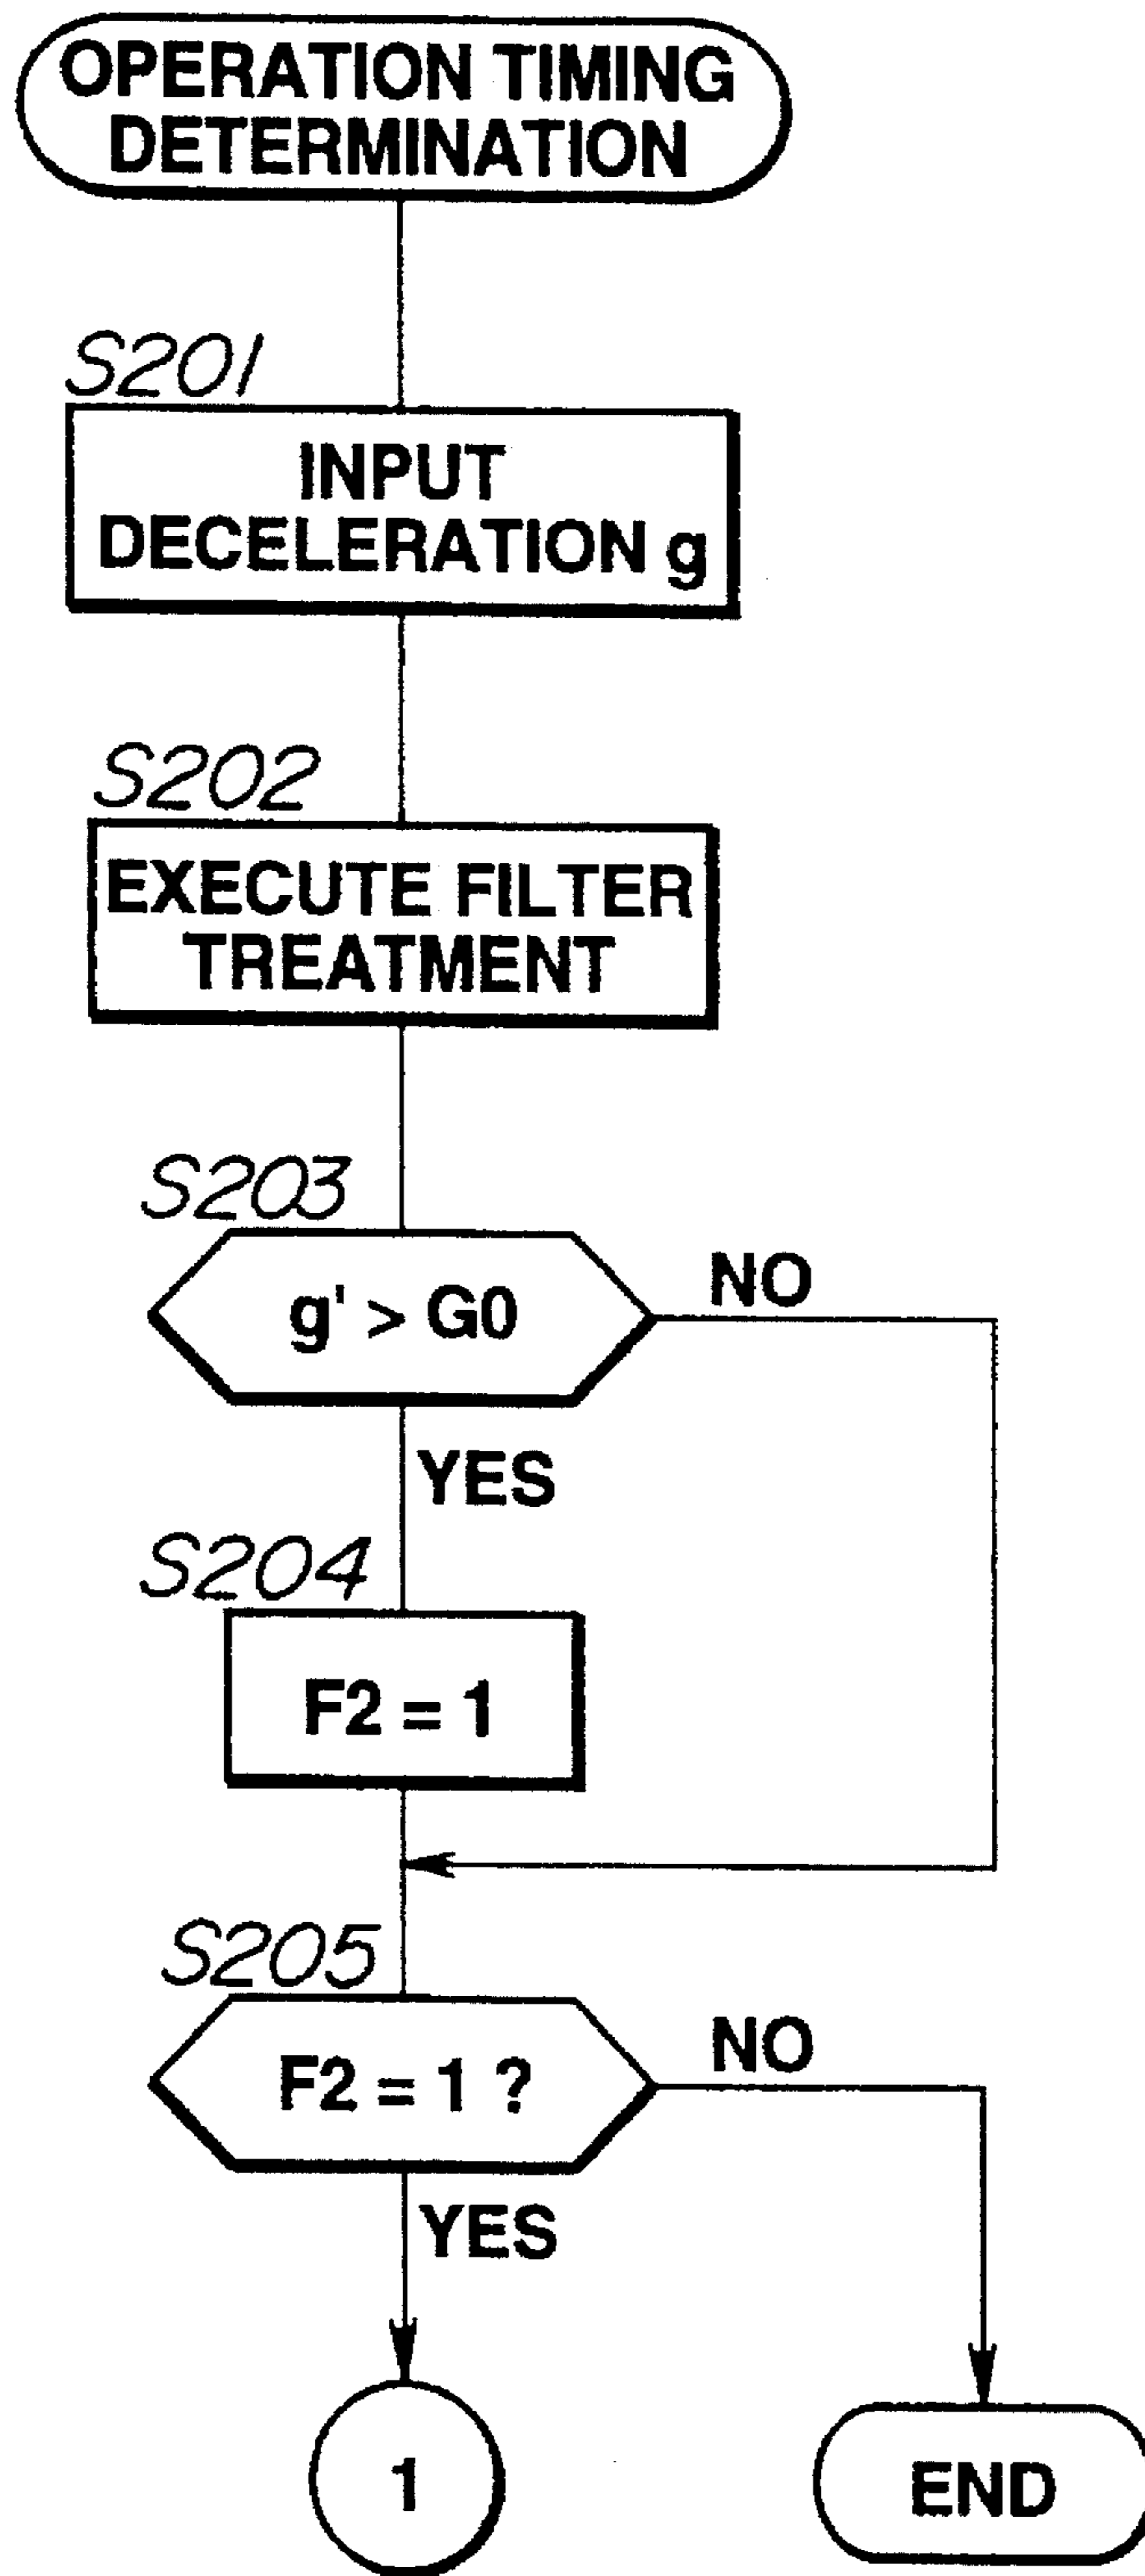 OPERATION TIMING
DETERMINATION
S201
INPUT
DECELERATION g
S202
EXECUTE FILTER
TREATMENT
S203
g' > G0
NO
YES
S204
F2 = 1
S205
F2 = 1 ?
NO
YES
1
END